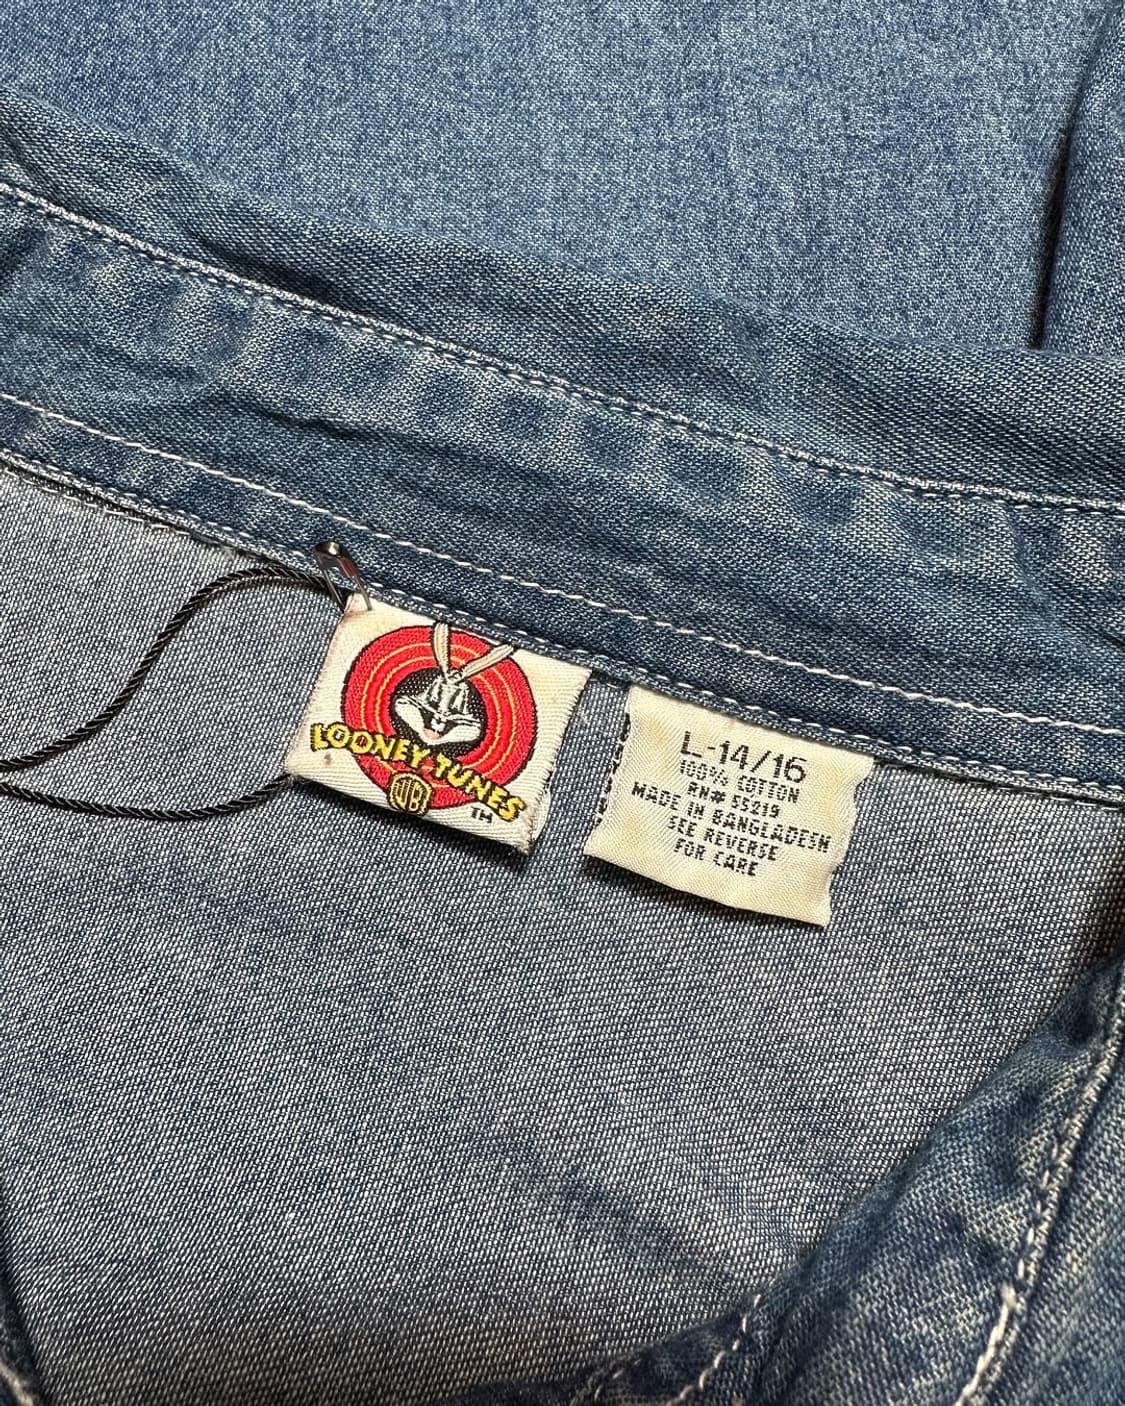 LOONEY TUNES
WB
TM
L-14/16
100% COTTON
RN# 55219
MADE IN BANGLADESH
SEE REVERSE
FOR CARE